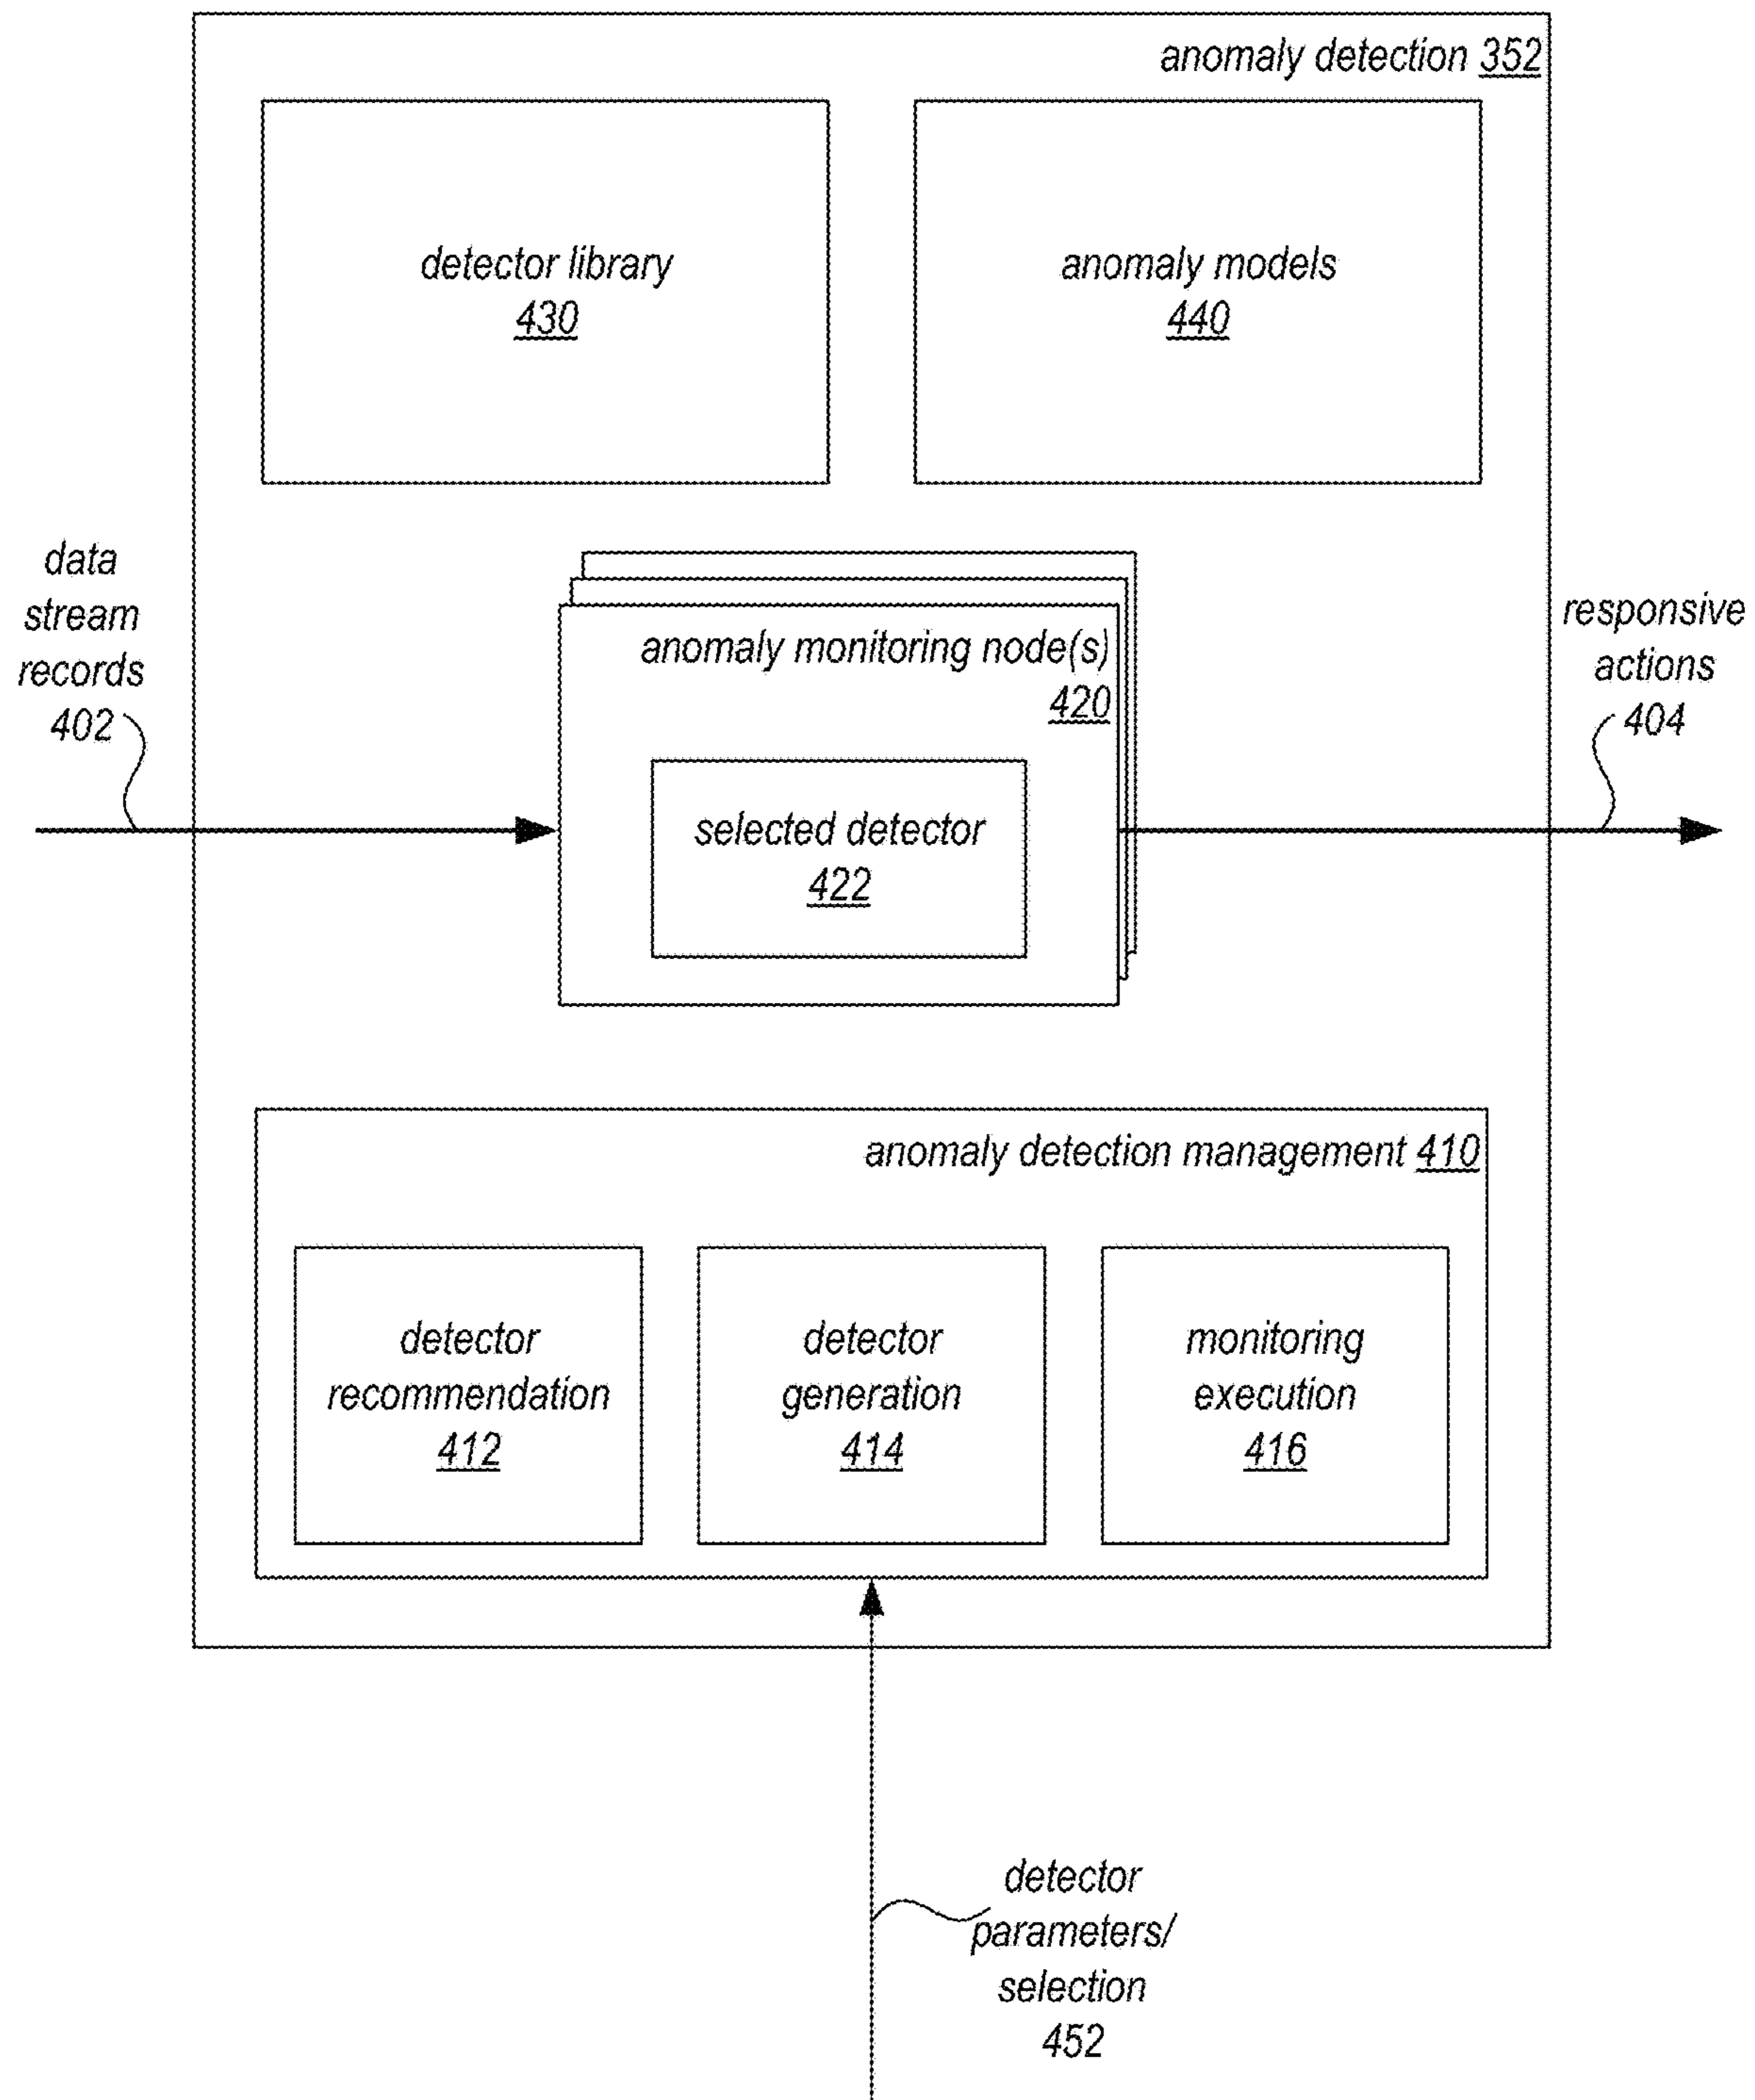 anomaly detection 352
detector library
430
anomaly models
440
data
stream
records
402
anomaly monitoring node(s)
420
selected detector
422
responsive
actions
404
anomaly detection management 410
detector
recommendation
412
detector
generation
414
monitoring
execution
416
detector
parameters/
selection
452